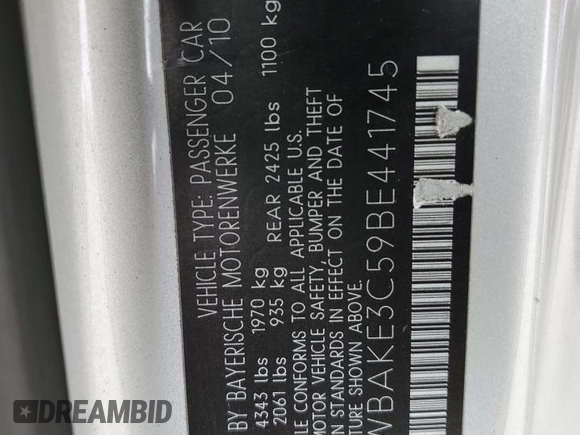 VEHICLE TYPE: PASSENGER CAR
BY BAYERISCHE MOTORENWERKE 04/10
4343 lbs 1970 kg
2061 lbs 935 kg REAR 2425 lbs 1100 kg
CONFORMS TO ALL APPLICABLE U.S.
MOTOR VEHICLE SAFETY, BUMPER AND THEFT
STANDARDS IN EFFECT ON THE DATE OF
SHOWN ABOVE.
WBAKE3C59BE441745
DREAMBID